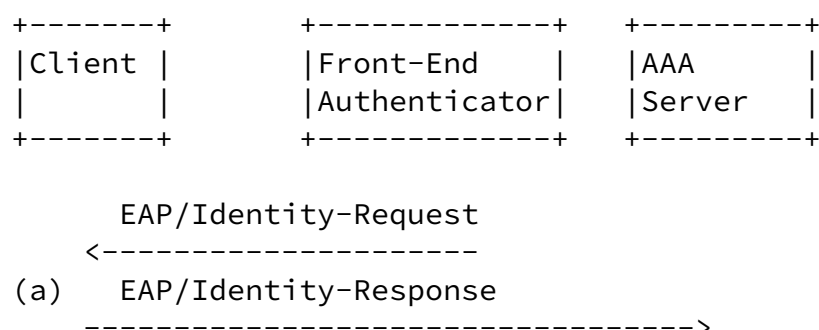 +-------+          +-------------+   +---------+
|Client |          |Front-End    |   |AAA      |
|       |          |Authenticator|   |Server   |
+-------+          +-------------+   +---------+
EAP/Identity-Request
<---------------------
(a)    EAP/Identity-Response
---------------------------------->